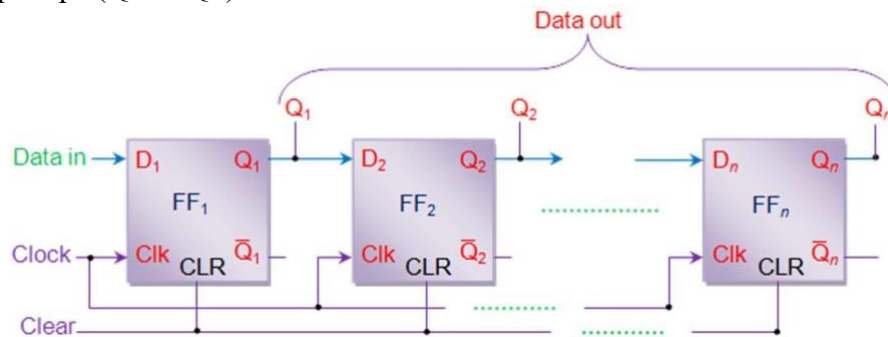 Data out
Q₁ Q₂ Qₙ
Data in D₁ Q₁ D₂ Q₂ Dₙ Qₙ
FF₁ FF₂ FFₙ
Clock Clk Q̅₁ Clk Q̅₂ Clk Q̅ₙ
CLR CLR CLR
Clear